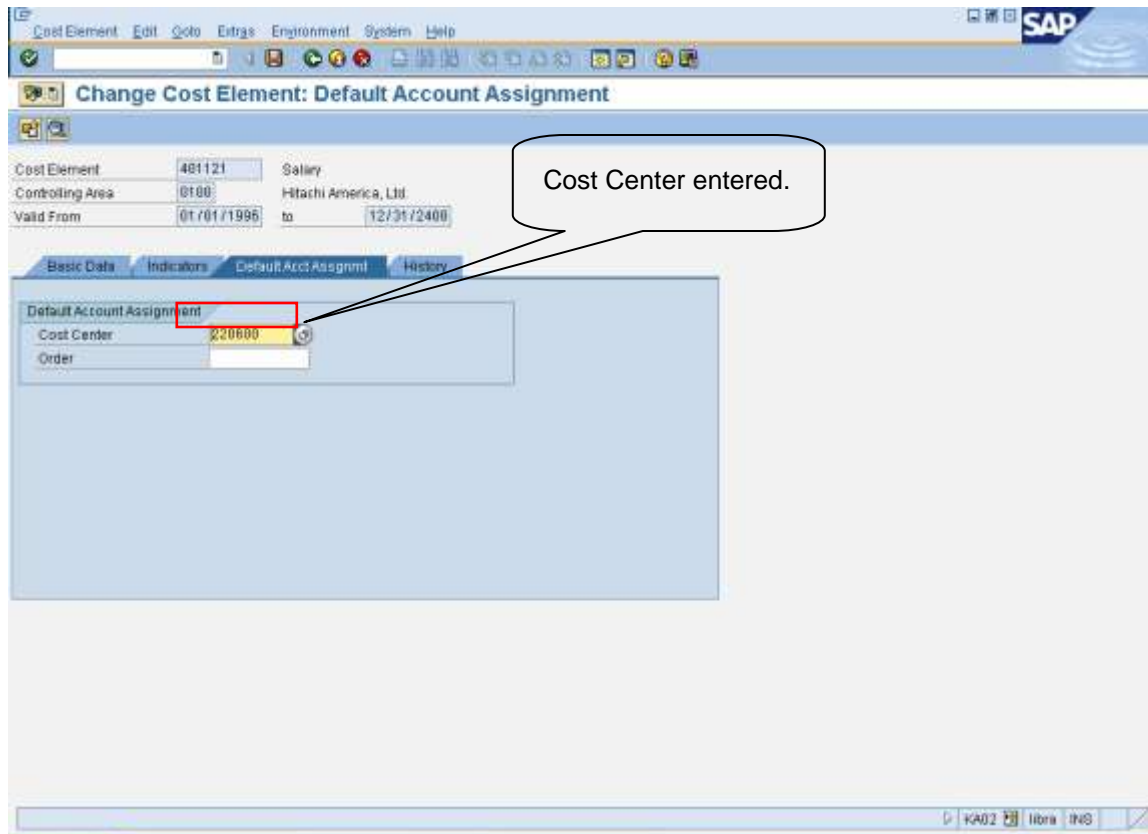 Cost Element Edit Goto Extras Environment System Help
SAP
Change Cost Element: Default Account Assignment
Cost Element 481121 Salary
Controlling Area 0100 Hitachi America, Ltd.
Valid From 01/01/1996 to 12/31/2400
Cost Center entered.
Basic Data Indicators Default Acct Assignmt History
Default Account Assignment
Cost Center 220600
Order
KA02 libra INS